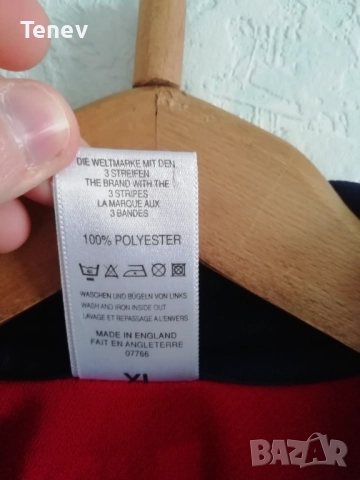 Tenev
DIE WELTMARKE MIT DEN
3 STREIFEN
THE BRAND WITH THE
3 STRIPES
LA MARQUE AUX
3 BANDES
100% POLYESTER
WASCHEN UND BÜGELN VON LINKS
WASH AND IRON INSIDE OUT
LAVAGE ET REPASSAGE A L'ENVERS
MADE IN ENGLAND
FAIT EN ANGLETERRE
07766
XL
BAZAR